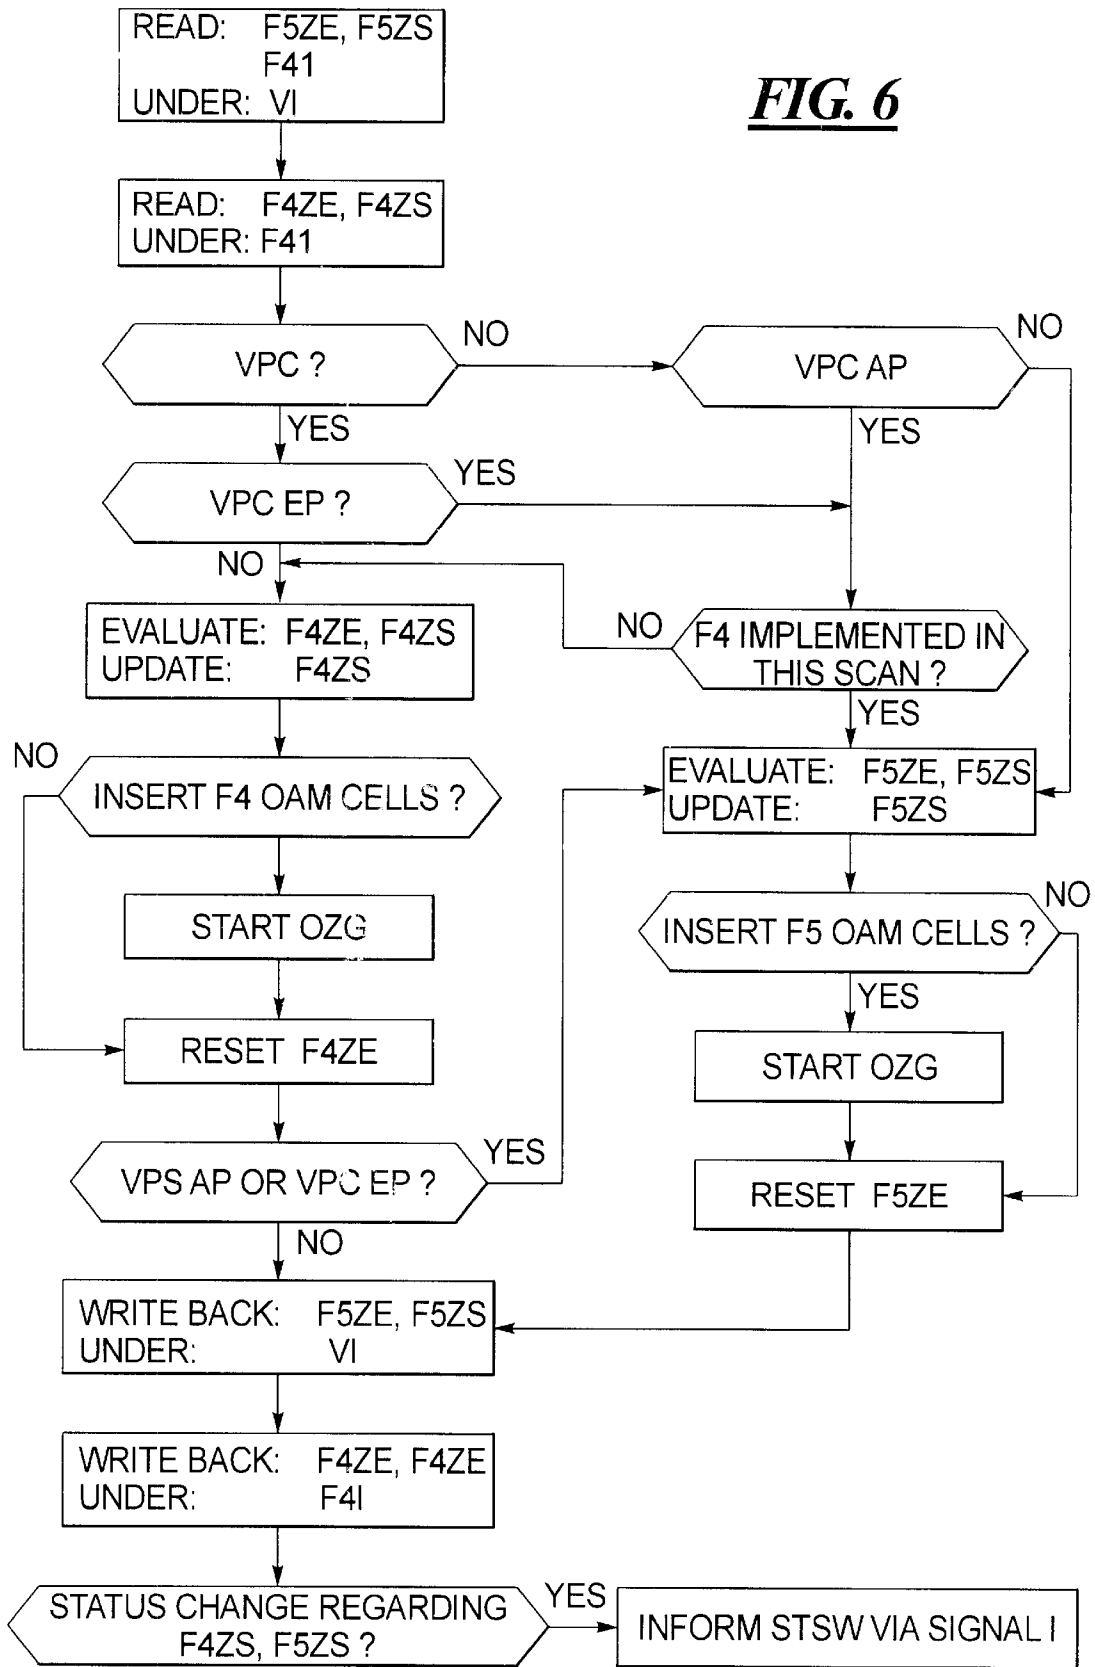 READ: F5ZE, F5ZS
F41
UNDER: VI
FIG. 6
READ: F4ZE, F4ZS
UNDER: F41
VPC ?
NO
VPC AP
NO
YES
YES
VPC EP ?
YES
NO
EVALUATE: F4ZE, F4ZS
UPDATE: F4ZS
NO
F4 IMPLEMENTED IN
THIS SCAN ?
YES
NO
INSERT F4 OAM CELLS ?
EVALUATE: F5ZE, F5ZS
UPDATE: F5ZS
START OZG
INSERT F5 OAM CELLS ?
NO
YES
RESET F4ZE
START OZG
VPS AP OR VPC EP ?
YES
RESET F5ZE
NO
WRITE BACK: F5ZE, F5ZS
UNDER: VI
WRITE BACK: F4ZE, F4ZE
UNDER: F4I
STATUS CHANGE REGARDING
F4ZS, F5ZS ?
YES
INFORM STSW VIA SIGNAL I